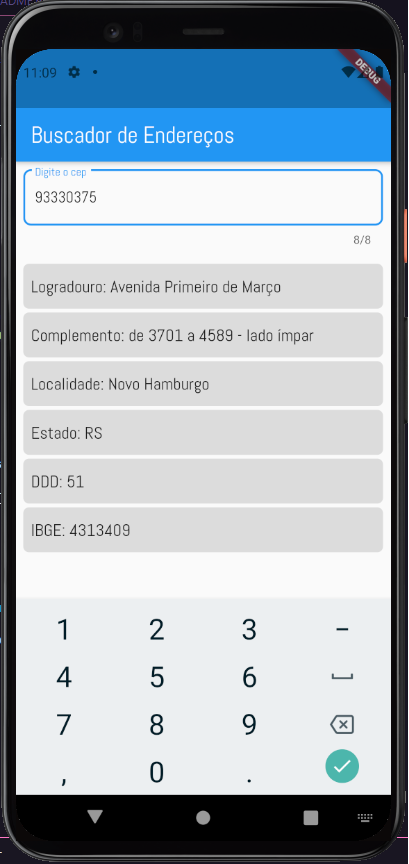 ADME
11:09
DEBUG
Buscador de Endereços
Digite o cep
93330375
8/8
Logradouro: Avenida Primeiro de Março
Complemento: de 3701 a 4589 - lado ímpar
Localidade: Novo Hamburgo
Estado: RS
DDD: 51
IBGE: 4313409
1 2 3 -
4 5 6
7 8 9
, 0 .